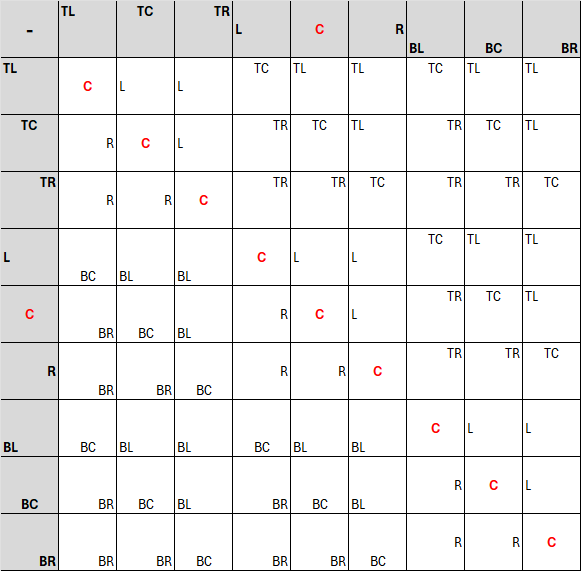 - TL TC TR L C R BL BC BR
TL C L L TC TL TL TC TL TL
TC R C L TR TC TL TR TC TL
TR R R C TR TR TC TR TR TC
L BC BL BL C L L TC TL TL
C BR BC BL R C L TR TC TL
R BR BR BC R R C TR TR TC
BL BC BL BL BC BL BL C L L
BC BR BC BL BR BC BL R C L
BR BR BR BC BR BR BC R R C